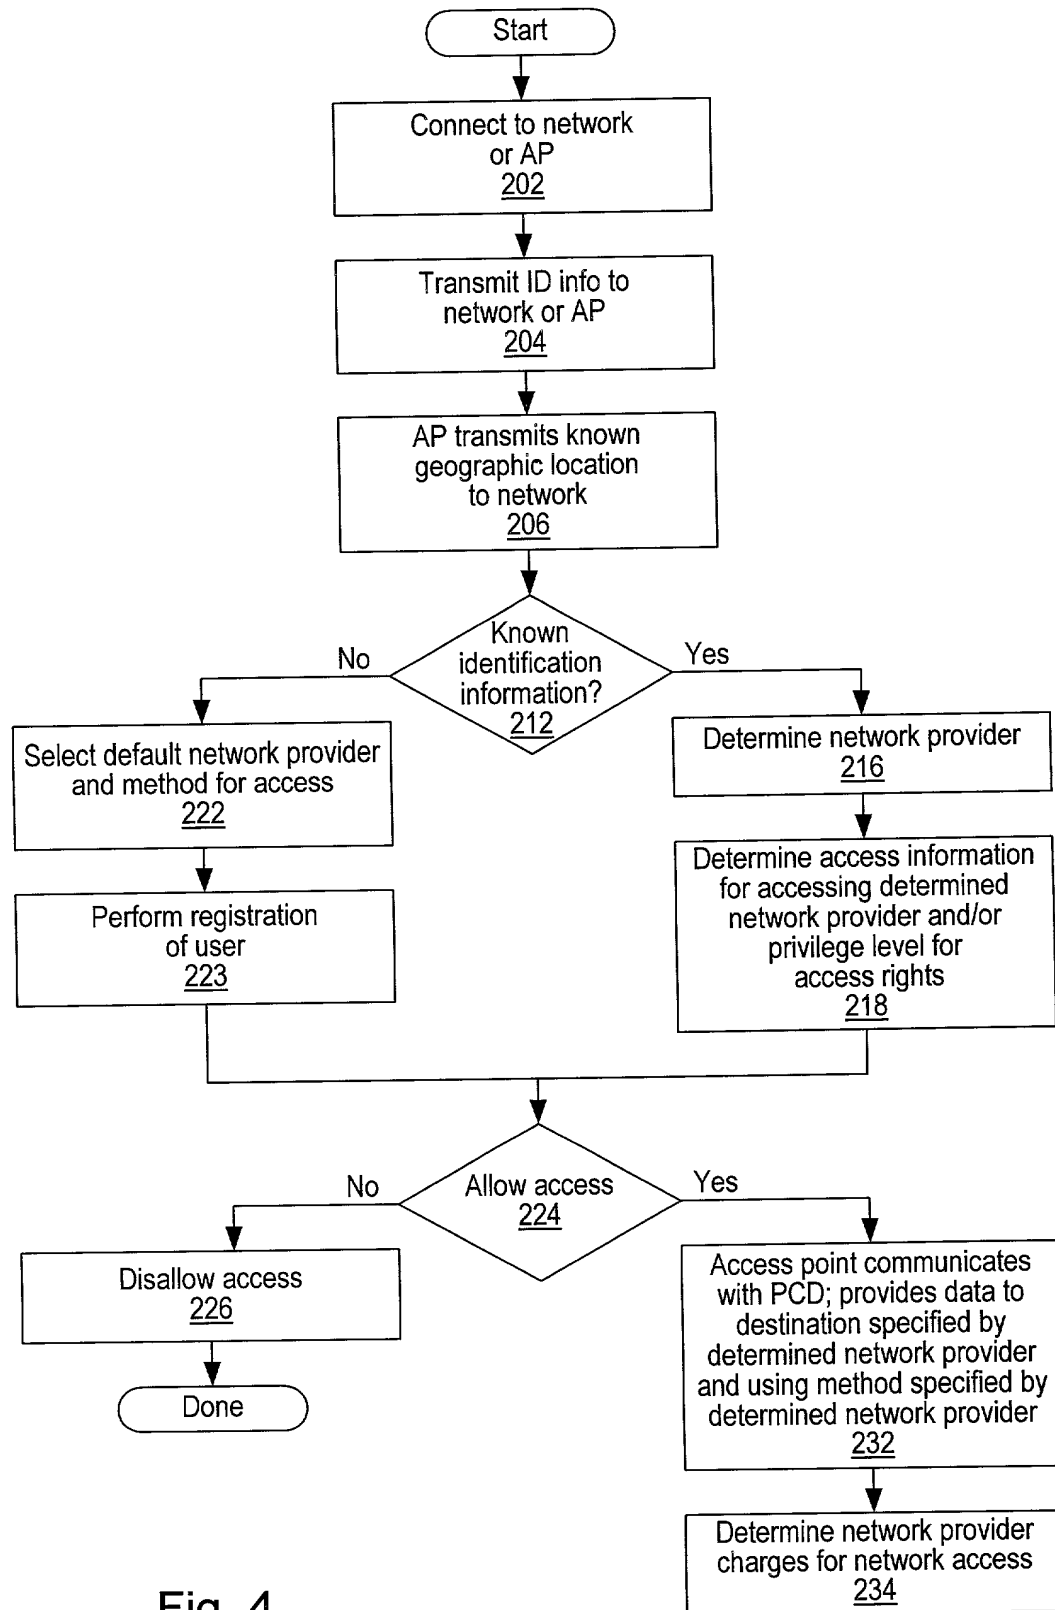 Start
Connect to network
or AP
202
Transmit ID info to
network or AP
204
AP transmits known
geographic location
to network
206
Known
identification
information?
212
No
Yes
Select default network provider
and method for access
222
Perform registration
of user
223
Determine network provider
216
Determine access information
for accessing determined
network provider and/or
privilege level for
access rights
218
Allow access
224
No
Yes
Disallow access
226
Done
Access point communicates
with PCD; provides data to
destination specified by
determined network provider
and using method specified by
determined network provider
232
Determine network provider
charges for network access
234
Fig. 4